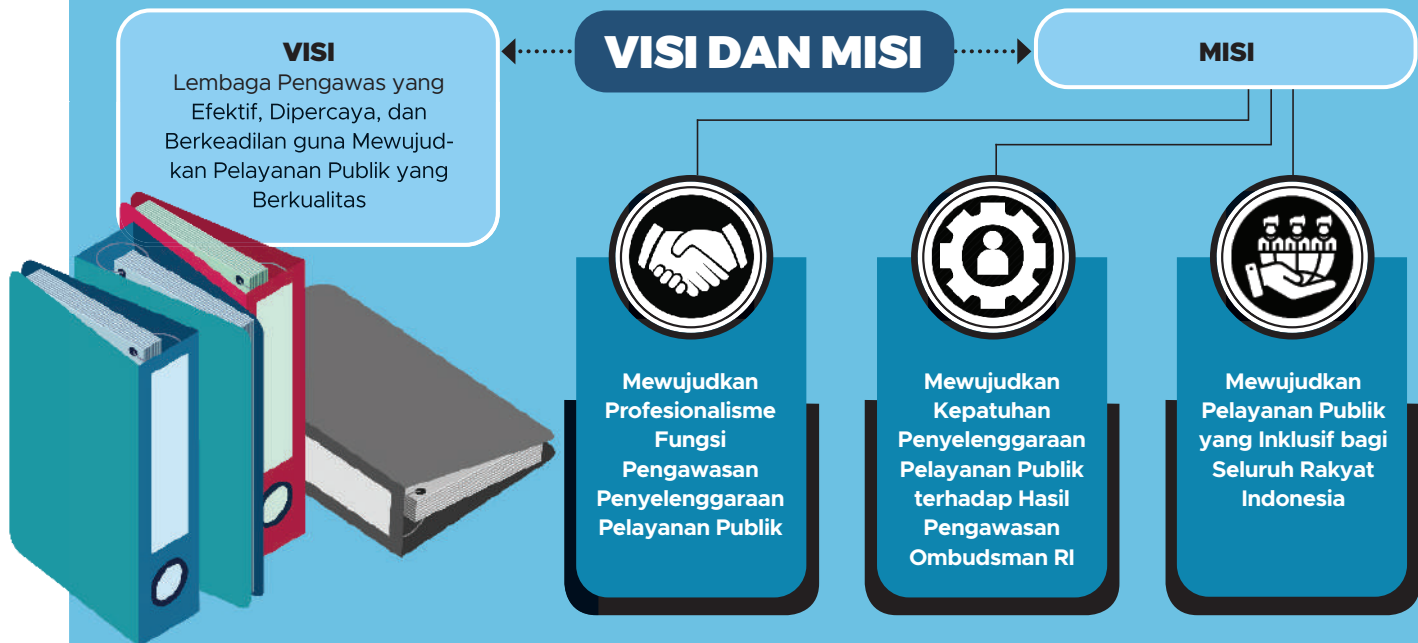 VISI DAN MISI
VISI
Lembaga Pengawas yang
Efektif, Dipercaya, dan
Berkeadilan guna Mewujud-
kan Pelayanan Publik yang
Berkualitas
MISI
Mewujudkan
Profesionalisme
Fungsi
Pengawasan
Penyelenggaraan
Pelayanan Publik
Mewujudkan
Kepatuhan
Penyelenggaraan
Pelayanan Publik
terhadap Hasil
Pengawasan
Ombudsman RI
Mewujudkan
Pelayanan Publik
yang Inklusif bagi
Seluruh Rakyat
Indonesia